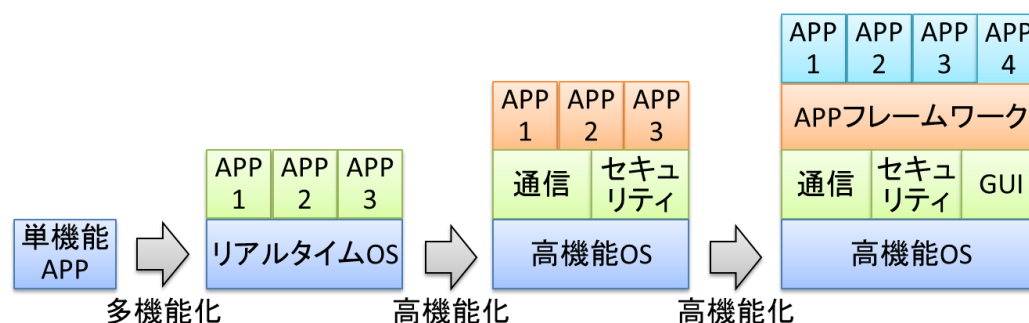 単機能
APP
多機能化
APP
1
APP
2
APP
3
リアルタイムOS
高機能化
APP
1
APP
2
APP
3
通信
セキュ
リティ
高機能OS
高機能化
APP
1
APP
2
APP
3
APP
4
APPフレームワーク
通信
セキュ
リティ
GUI
高機能OS